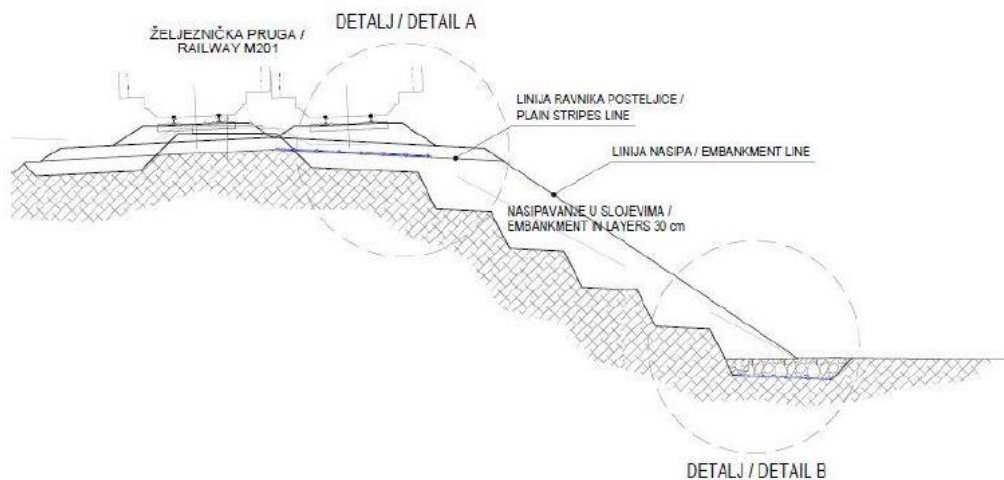 DETALJ / DETAIL A
ŽELJEZNIČKA PRUGA /
RAILWAY M201
LINIJA RAVNIKA POSTELJICE /
PLAIN STRIPES LINE
LINIJA NASIPA / EMBANKMENT LINE
NASIPAVANJE U SLOJEVIMA /
EMBANKMENT IN LAYERS 30 cm
DETALJ / DETAIL B